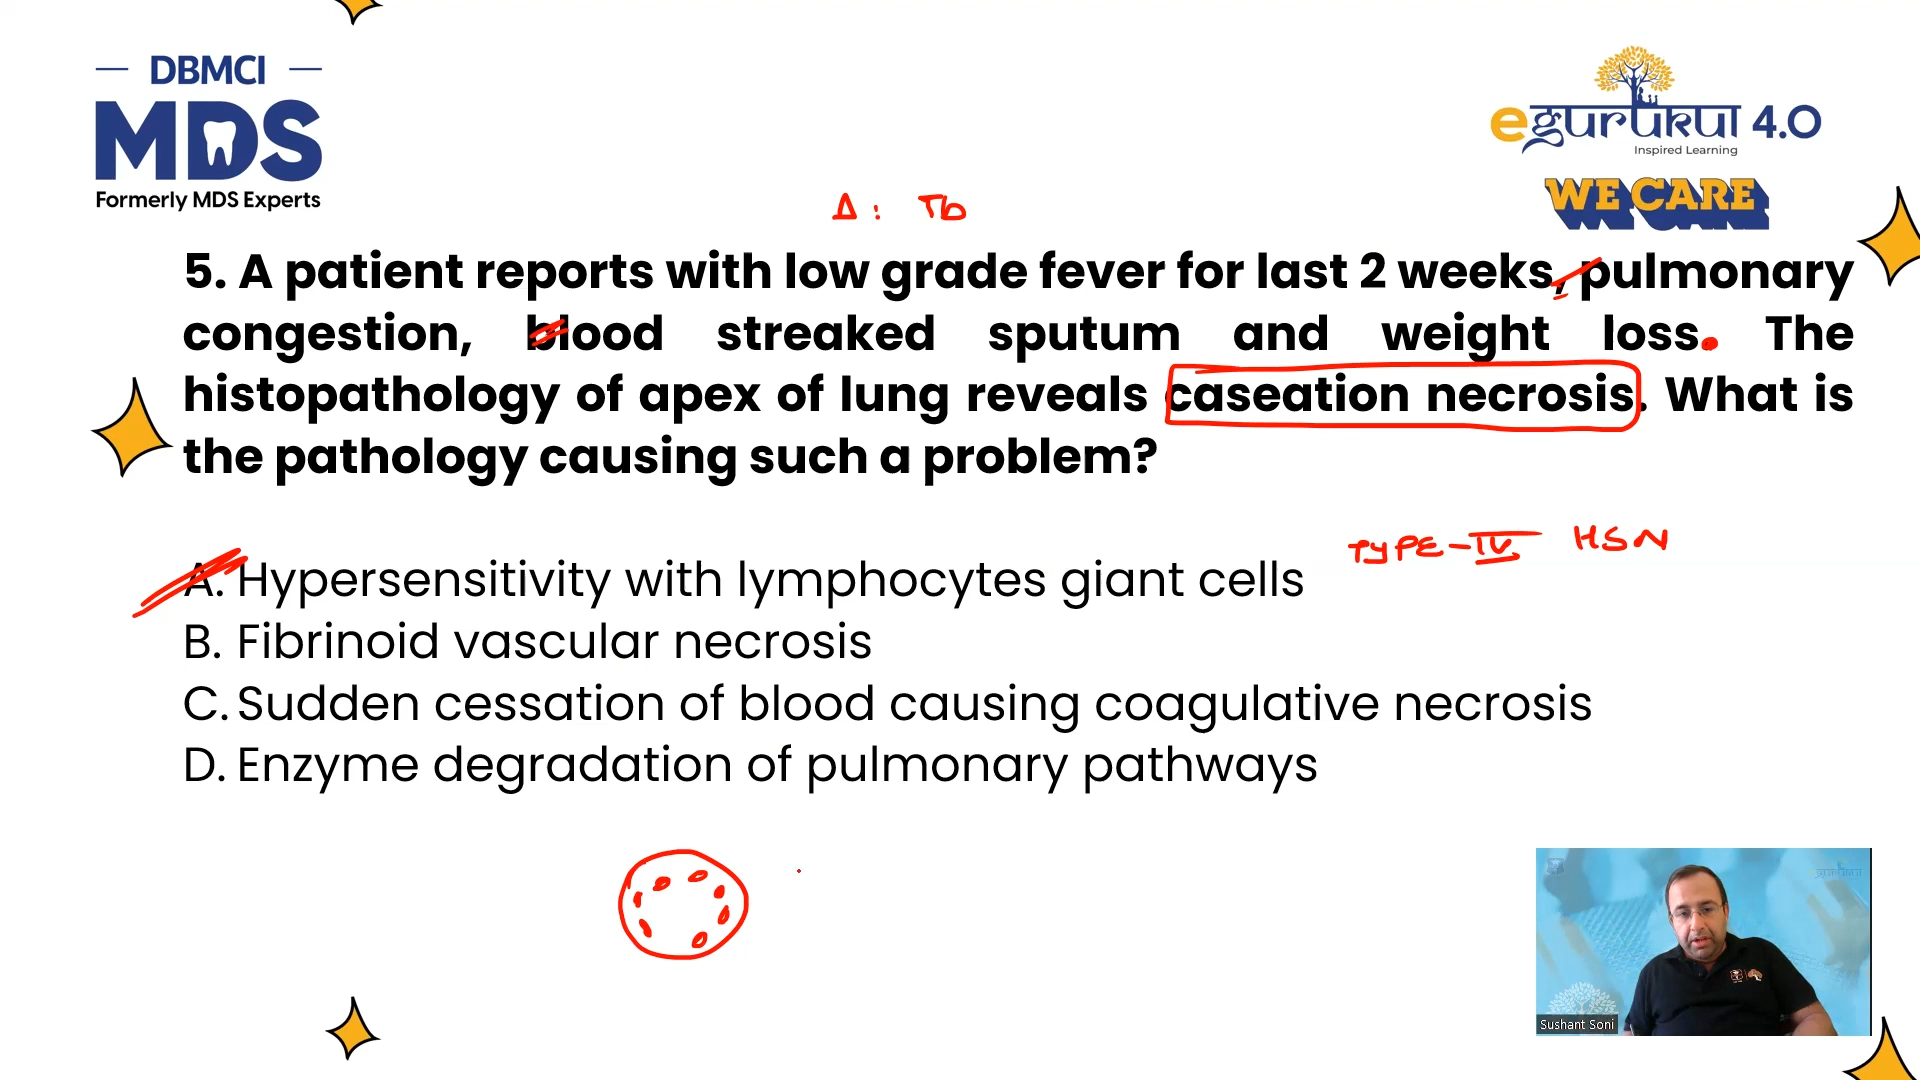 DBMCI
MDS
Formerly MDS Experts
egurukul 4.0
Inspired Learning
WE CARE
Δ: Tb
5. A patient reports with low grade fever for last 2 weeks, pulmonary
congestion, blood streaked sputum and weight loss. The
histopathology of apex of lung reveals caseation necrosis. What is
the pathology causing such a problem?
TYPE-IV HSN
A. Hypersensitivity with lymphocytes giant cells
B. Fibrinoid vascular necrosis
C. Sudden cessation of blood causing coagulative necrosis
D. Enzyme degradation of pulmonary pathways
Sushant Soni